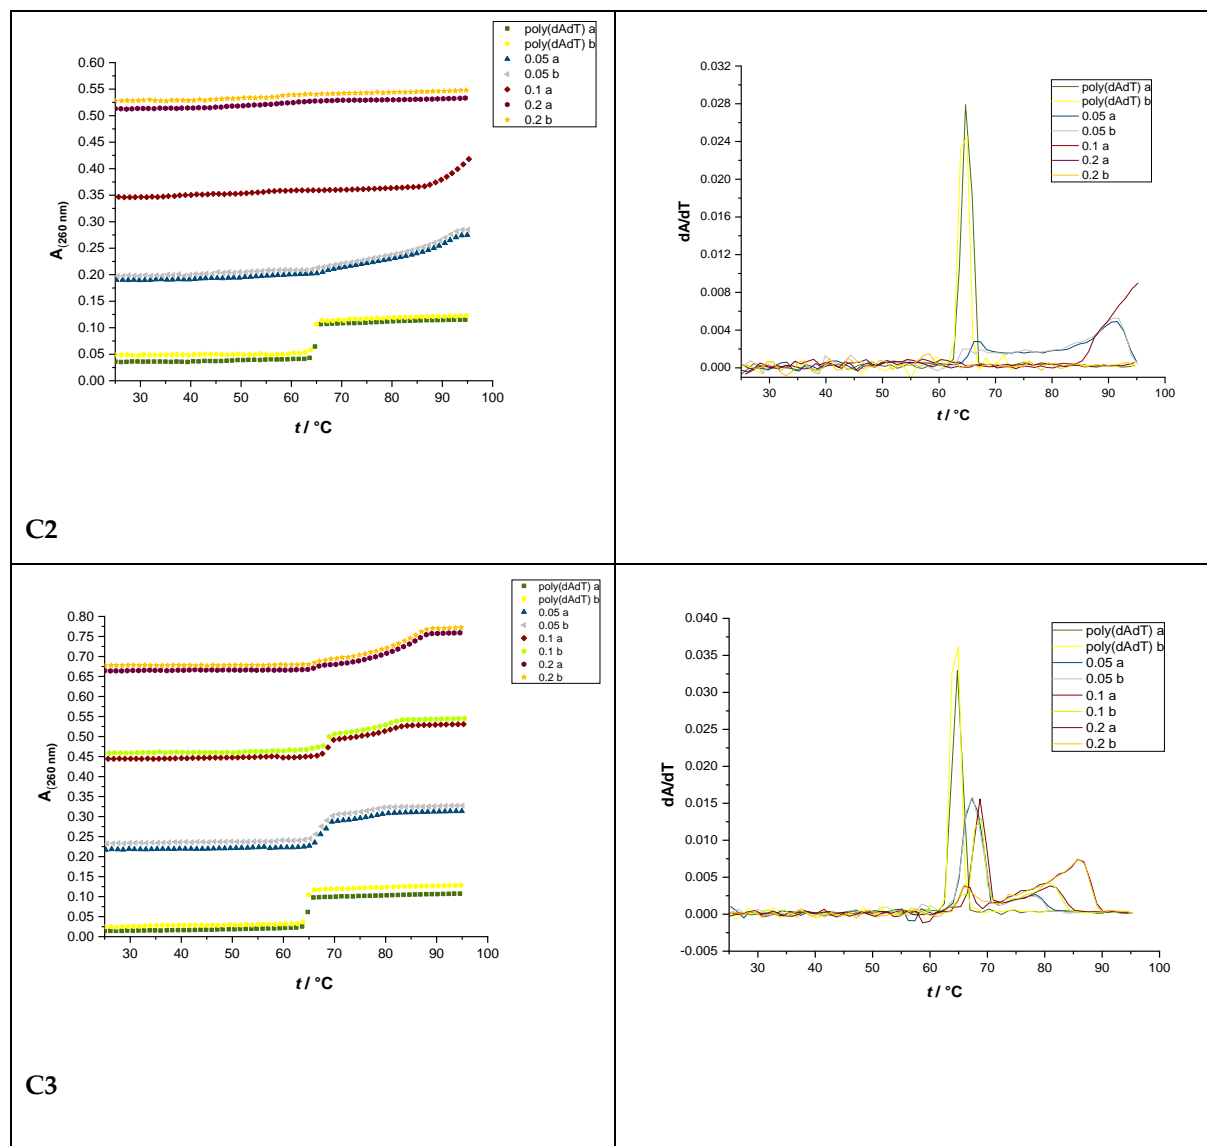 poly(dAdT) a
poly(dAdT) b
0.05 a
0.05 b
0.1 a
0.2 a
0.2 b
0.60
0.55
0.50
0.45
0.40
0.35
0.30
0.25
0.20
0.15
0.10
0.05
0.00
A(260 nm)
30 40 50 60 70 80 90 100
t / °C
C2
poly(dAdT) a
poly(dAdT) b
0.05 a
0.05 b
0.1 a
0.2 a
0.2 b
0.032
0.028
0.024
0.020
0.016
0.012
0.008
0.004
0.000
dA/dT
30 40 50 60 70 80 90 100
t / °C
poly(dAdT) a
poly(dAdT) b
0.05 a
0.05 b
0.1 a
0.1 b
0.2 a
0.2 b
0.80
0.75
0.70
0.65
0.60
0.55
0.50
0.45
0.40
0.35
0.30
0.25
0.20
0.15
0.10
0.05
0.00
A(260 nm)
30 40 50 60 70 80 90 100
t / °C
C3
poly(dAdT) a
poly(dAdT) b
0.05 a
0.05 b
0.1 a
0.1 b
0.2 a
0.2 b
0.040
0.035
0.030
0.025
0.020
0.015
0.010
0.005
0.000
-0.005
dA/dT
30 40 50 60 70 80 90 100
t / °C